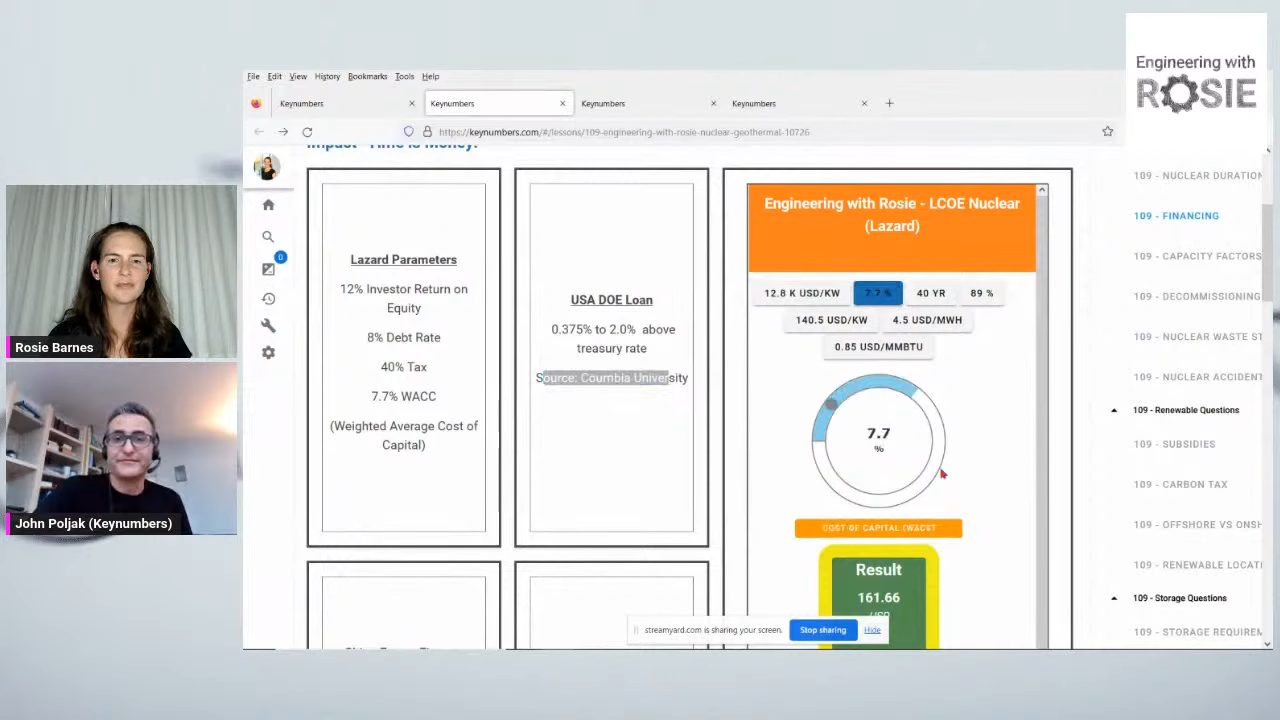 Engineering with
ROSIE
File Edit View History Bookmarks Tools Help
Keynumbers
Keynumbers
Keynumbers
Keynumbers
https://keynumbers.com/#/lessons/109-engineering-with-rosie-nuclear-geothermal-10726
Impact - Time is Money!
0
Lazard Parameters
12% Investor Return on
Equity
8% Debt Rate
40% Tax
7.7% WACC
(Weighted Average Cost of
Capital)
USA DOE Loan
0.375% to 2.0% above
treasury rate
Source: Coumbia University
Engineering with Rosie - LCOE Nuclear
(Lazard)
12.8 K USD/KW
7.7 %
40 YR
89 %
140.5 USD/KW
4.5 USD/MWH
0.85 USD/MMBTU
7.7
%
COST OF CAPITAL (WACC)
Result
161.66
/USD
109 - NUCLEAR DURATION
109 - FINANCING
109 - CAPACITY FACTORS
109 - DECOMMISSIONING
109 - NUCLEAR WASTE ST
109 - NUCLEAR ACCIDENT
109 - Renewable Questions
109 - SUBSIDIES
109 - CARBON TAX
109 - OFFSHORE VS ONSH
109 - RENEWABLE LOCATI
109 - Storage Questions
109 - STORAGE REQUIREM
streamyard.com is sharing your screen.
Stop sharing
Hide
Rosie Barnes
John Poljak (Keynumbers)